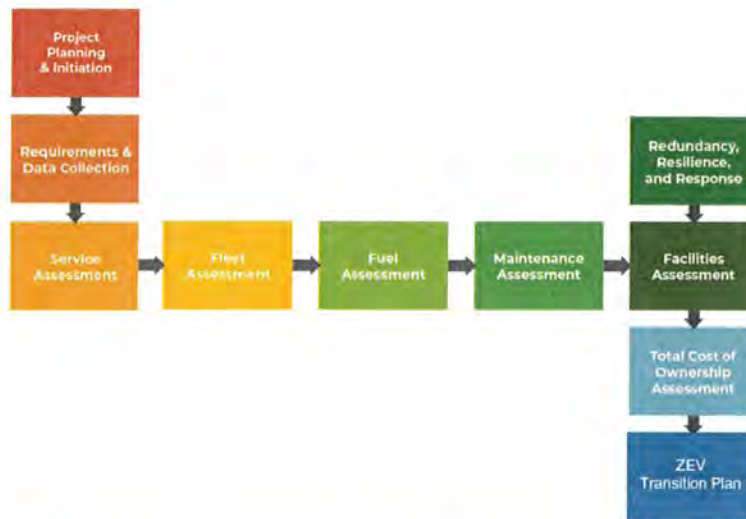 Project
Planning
& Initiation
Requirements &
Data Collection
Redundancy,
Resilience,
and Response
Service
Assessment
Fleet
Assessment
Fuel
Assessment
Maintenance
Assessment
Facilities
Assessment
Total Cost of
Ownership
Assessment
ZEV
Transition Plan